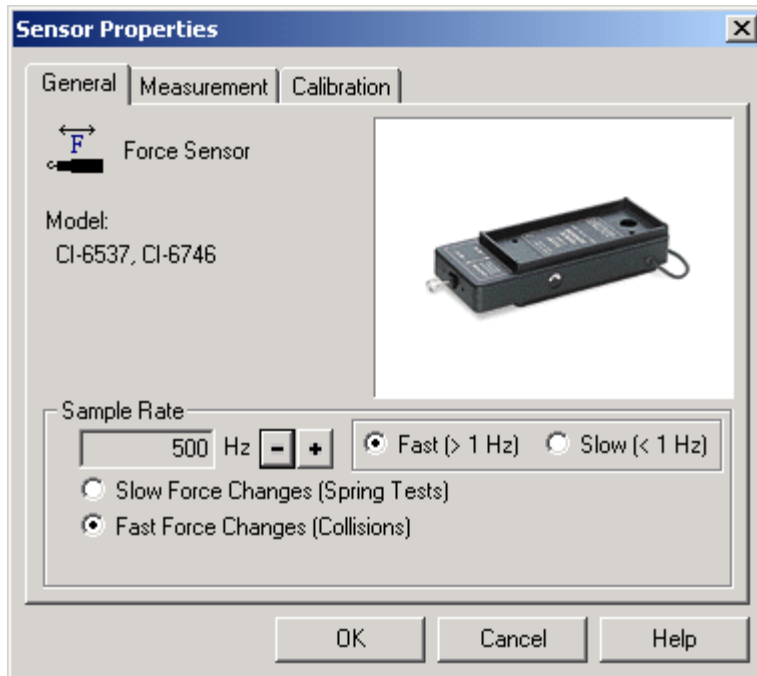 Sensor Properties
General Measurement Calibration
F
Force Sensor
Model:
CI-6537, CI-6746
Sample Rate
500 Hz - + Fast (> 1 Hz) Slow (< 1 Hz)
Slow Force Changes (Spring Tests)
Fast Force Changes (Collisions)
OK Cancel Help